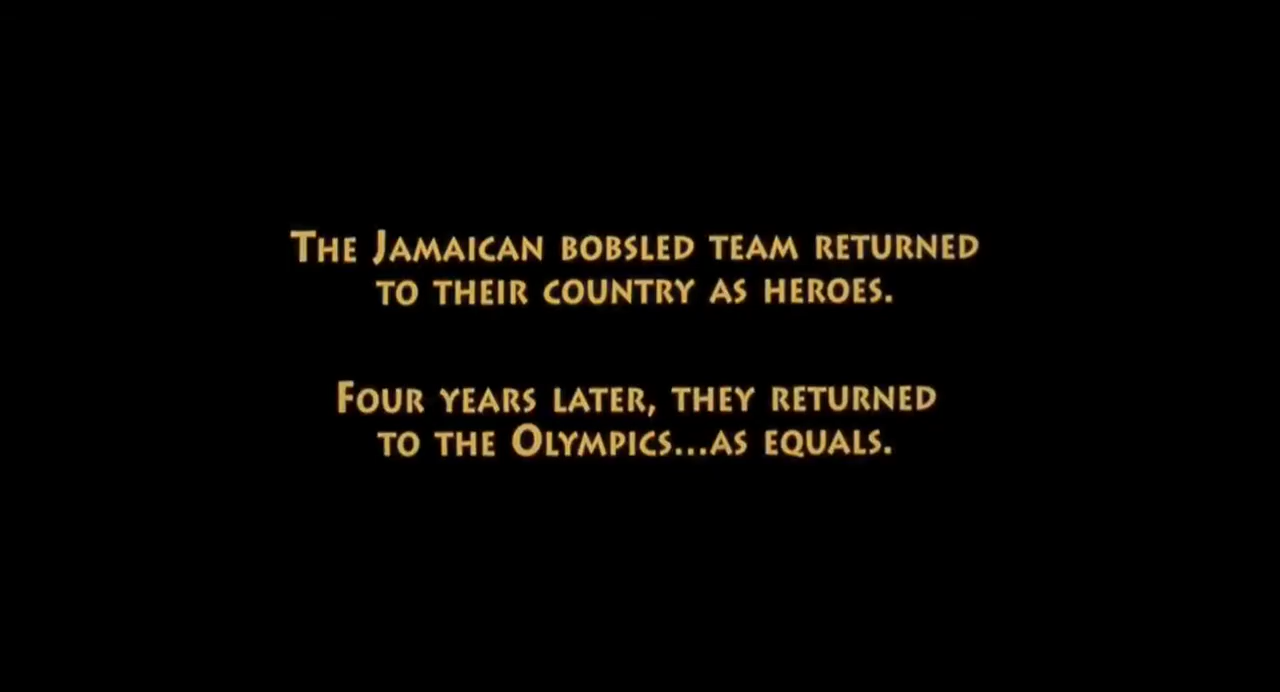 The Jamaican bobsled team returned
to their country as heroes.
Four years later, they returned
to the Olympics...as equals.